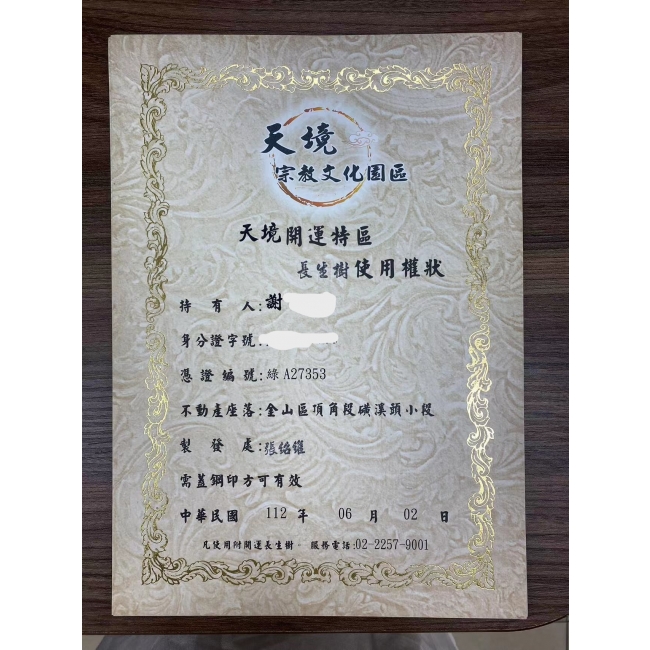 天境
宗教文化園區
天境開運特區
長生樹使用權狀
持有人:謝
身分證字號:
憑證編號:綠A27353
不動產座落:金山區頂角段磺溪頭小段
製發處:張銘鑵
需蓋鋼印方可有效
中華民國 112 年 06 月 02 日
凡使用附開運長生樹。 服務電話:02-2257-9001